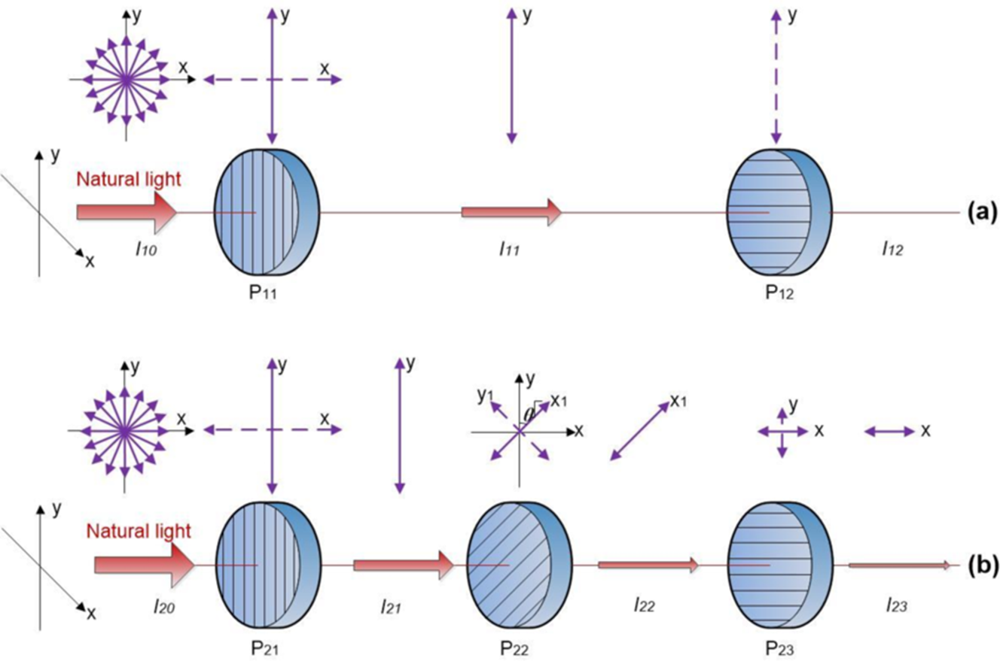 y
x
y
x
y
y
y
x
Natural light
I10
I11
I12
(a)
P11
P12
y
x
y
x
y
y
y1
x1
θ
x
x1
y
x
x
y
x
Natural light
I20
I21
I22
I23
(b)
P21
P22
P23